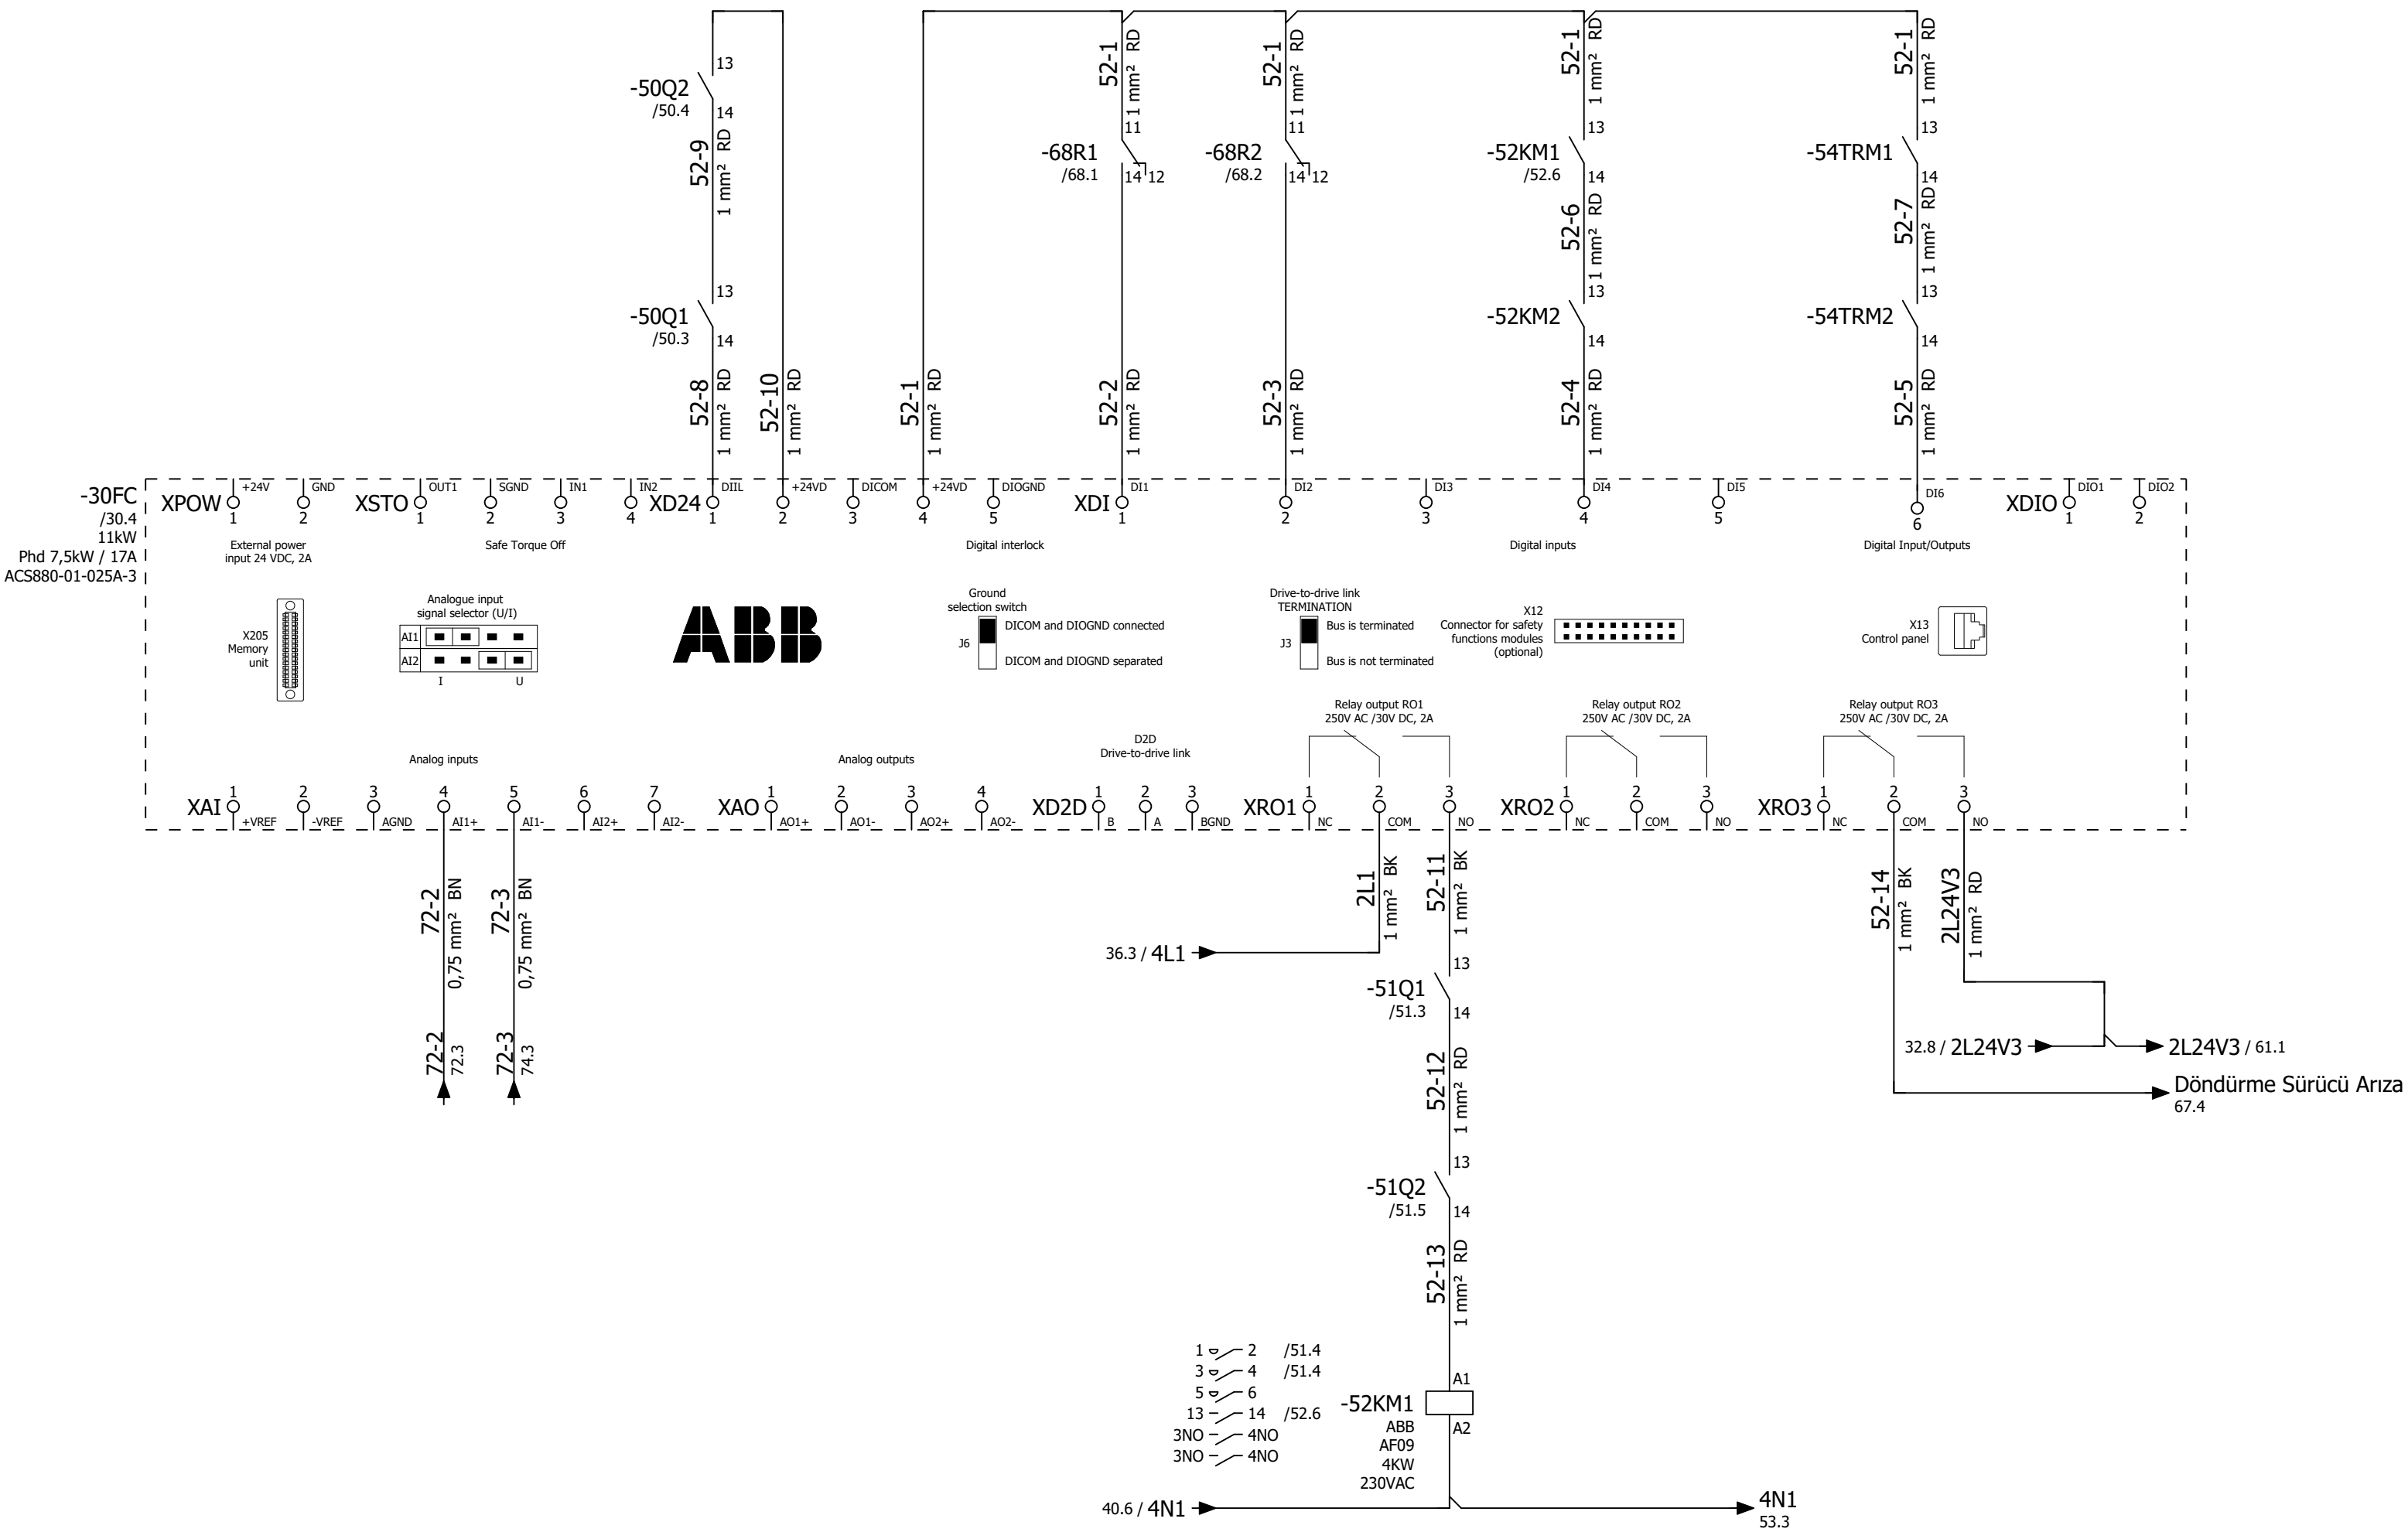 13
-50Q2
/50.4
14
52-9
1 mm² RD
13
-50Q1
/50.3
14
52-8
1 mm² RD
52-10
1 mm² RD
52-1
1 mm² RD
52-1
1 mm² RD
11
-68R1
/68.1
14 12
52-2
1 mm² RD
52-1
1 mm² RD
11
-68R2
/68.2
14 12
52-3
1 mm² RD
52-1
1 mm² RD
13
-52KM1
/52.6
14
52-6
1 mm² RD
13
-52KM2
14
52-4
1 mm² RD
52-1
1 mm² RD
13
-54TRM1
14
52-7
1 mm² RD
13
-54TRM2
14
52-5
1 mm² RD
-30FC
/30.4
11kW
Phd 7,5kW / 17A
ACS880-01-025A-3
+24V GND OUT1 SGND IN1 IN2 DIIL +24VD DICOM +24VD DIOGND DI1 DI2 DI3 DI4 DI5 DI6 DIO1 DIO2
XPOW XSTO XD24 XDI XDIO
1 2 1 2 3 4 1 2 3 4 5 1 2 3 4 5 6 1 2
External power
input 24 VDC, 2A
Safe Torque Off
Digital interlock
Digital inputs
Digital Input/Outputs
X205
Memory
unit
Analogue input
signal selector (U/I)
AI1
AI2
I U
ABB
Ground
selection switch
DICOM and DIOGND connected
J6
DICOM and DIOGND separated
Drive-to-drive link
TERMINATION
Bus is terminated
J3
Bus is not terminated
X12
Connector for safety
functions modules
(optional)
X13
Control panel
Relay output RO1
250V AC /30V DC, 2A
Relay output RO2
250V AC /30V DC, 2A
Relay output RO3
250V AC /30V DC, 2A
Analog inputs
Analog outputs
D2D
Drive-to-drive link
1 2 3 4 5 6 7 1 2 3 4 1 2 3 1 2 3 1 2 3 1 2 3
XAI XAO XD2D XRO1 XRO2 XRO3
+VREF -VREF AGND AI1+ AI1- AI2+ AI2- AO1+ AO1- AO2+ AO2- B A BGND NC COM NO NC COM NO NC COM NO
72-2
0,75 mm² BN
72-2
72.3
72-3
0,75 mm² BN
72-3
74.3
2L1
1 mm² BK
36.3 / 4L1
52-11
1 mm² BK
13
-51Q1
/51.3
14
52-12
1 mm² RD
13
-51Q2
/51.5
14
52-13
1 mm² RD
52-14
1 mm² BK
2L24V3
1 mm² RD
32.8 / 2L24V3
2L24V3 / 61.1
Döndürme Sürücü Arıza
67.4
1 2 /51.4
3 4 /51.4
5 6
13 14 /52.6
3NO 4NO
3NO 4NO
A1
-52KM1
A2
ABB
AF09
4KW
230VAC
40.6 / 4N1
4N1
53.3